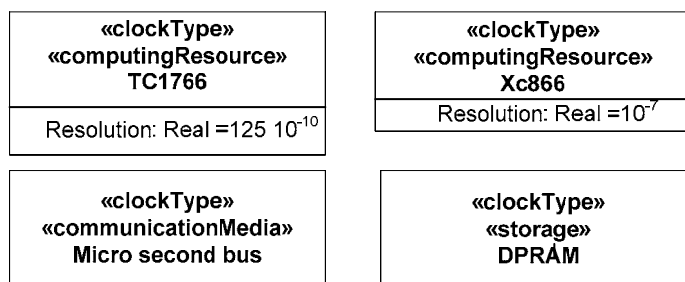 «clockType»
«computingResource»
TC1766
Resolution: Real =125 10⁻¹⁰
«clockType»
«computingResource»
Xc866
Resolution: Real =10⁻⁷
«clockType»
«communicationMedia»
Micro second bus
«clockType»
«storage»
DPRAM